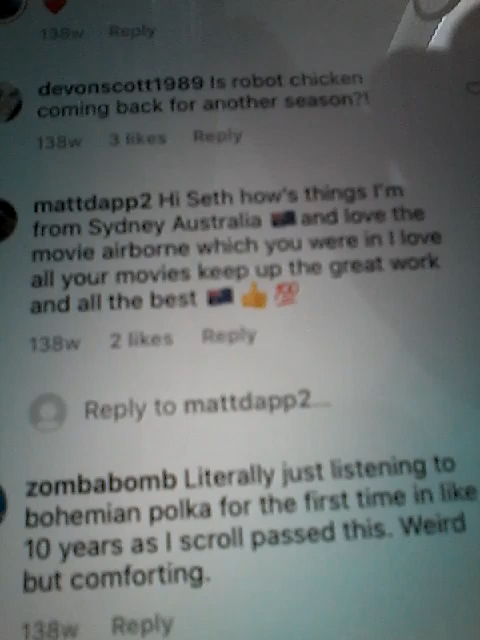 138w Reply
devonscott1989 Is robot chicken
coming back for another season?!
138w 3 likes Reply
mattdapp2 Hi Seth how's things I'm
from Sydney Australia 🇦🇺 and love the
movie airborne which you were in I love
all your movies keep up the great work
and all the best 🇦🇺 👍 💯
138w 2 likes Reply
Reply to mattdapp2...
zombabomb Literally just listening to
bohemian polka for the first time in like
10 years as I scroll passed this. Weird
but comforting.
138w Reply